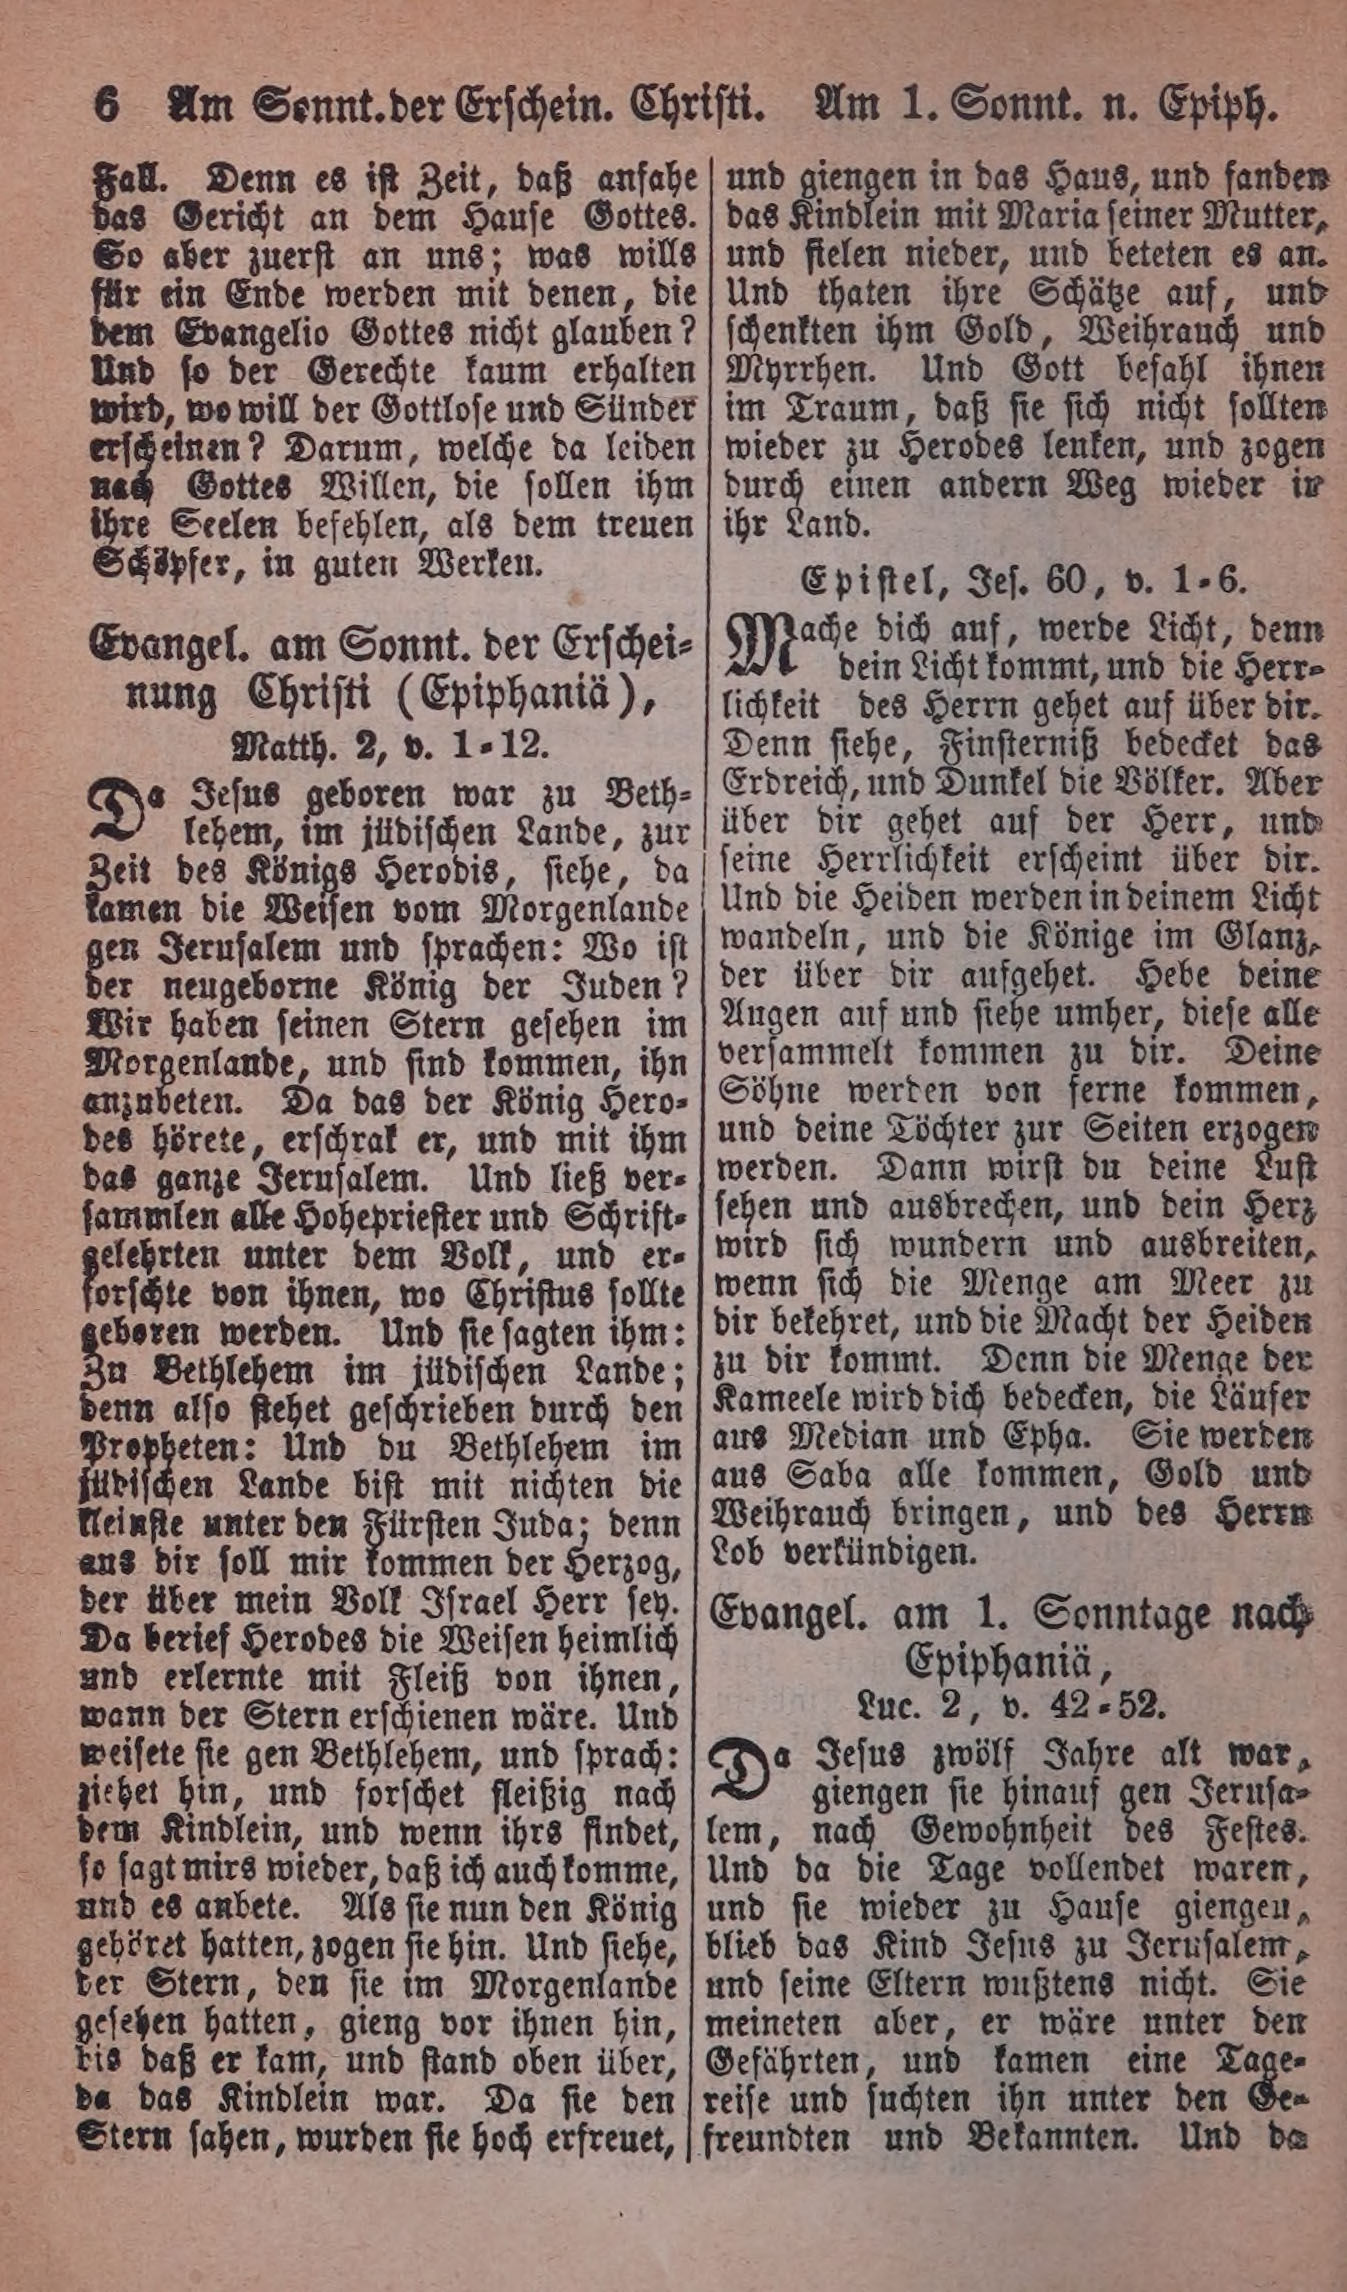 6 Am Sonnt. der Erschein. Christi. Am 1. Sonnt. n. Epiph.
Fall. Denn es ist Zeit, daß anfahe
das Gericht an dem Hause Gottes.
So aber zuerst an uns; was wills
für ein Ende werden mit denen, die
dem Evangelio Gottes nicht glauben?
Und so der Gerechte kaum erhalten
wird, wo will der Gottlose und Sünder
erscheinen? Darum, welche da leiden
nach Gottes Willen, die sollen ihm
ihre Seelen befehlen, als dem treuen
Schöpfer, in guten Werken.
Evangel. am Sonnt. der Erschei-
nung Christi (Epiphaniä),
Matth. 2, v. 1-12.
Da Jesus geboren war zu Beth-
lehem, im jüdischen Lande, zur
Zeit des Königs Herodis, siehe, da
kamen die Weisen vom Morgenlande
gen Jerusalem und sprachen: Wo ist
der neugeborne König der Juden?
Wir haben seinen Stern gesehen im
Morgenlande, und sind kommen, ihn
anzubeten. Da das der König Hero-
des hörete, erschrak er, und mit ihm
das ganze Jerusalem. Und ließ ver-
sammlen alle Hohepriester und Schrift-
gelehrten unter dem Volk, und er-
forschte von ihnen, wo Christus sollte
geboren werden. Und sie sagten ihm:
Zu Bethlehem im jüdischen Lande;
denn also stehet geschrieben durch den
Propheten: Und du Bethlehem im
jüdischen Lande bist mit nichten die
kleinste unter den Fürsten Juda; denn
aus dir soll mir kommen der Herzog,
der über mein Volk Israel Herr sey.
Da berief Herodes die Weisen heimlich
und erlernte mit Fleiß von ihnen,
wann der Stern erschienen wäre. Und
weisete sie gen Bethlehem, und sprach:
ziehet hin, und forschet fleißig nach
dem Kindlein, und wenn ihrs findet,
so sagt mirs wieder, daß ich auch komme,
und es anbete. Als sie nun den König
gehöret hatten, zogen sie hin. Und siehe,
der Stern, den sie im Morgenlande
gesehen hatten, gieng vor ihnen hin,
bis daß er kam, und stand oben über,
da das Kindlein war. Da sie den
Stern sahen, wurden sie hoch erfreuet,
und giengen in das Haus, und fanden
das Kindlein mit Maria seiner Mutter,
und fielen nieder, und beteten es an.
Und thaten ihre Schätze auf, und
schenkten ihm Gold, Weihrauch und
Myrrhen. Und Gott befahl ihnen
im Traum, daß sie sich nicht sollten
wieder zu Herodes lenken, und zogen
durch einen andern Weg wieder in
ihr Land.
Epistel, Jes. 60, v. 1-6.
Mache dich auf, werde Licht, denn
dein Licht kommt, und die Herr-
lichkeit des Herrn gehet auf über dir.
Denn siehe, Finsterniß bedecket das
Erdreich, und Dunkel die Völker. Aber
über dir gehet auf der Herr, und
seine Herrlichkeit erscheint über dir.
Und die Heiden werden in deinem Licht
wandeln, und die Könige im Glanz,
der über dir aufgehet. Hebe deine
Augen auf und siehe umher, diese alle
versammelt kommen zu dir. Deine
Söhne werden von ferne kommen,
und deine Töchter zur Seiten erzogen
werden. Dann wirst du deine Lust
sehen und ausbrechen, und dein Herz
wird sich wundern und ausbreiten,
wenn sich die Menge am Meer zu
dir bekehret, und die Macht der Heiden
zu dir kommt. Denn die Menge der
Kameele wird dich bedecken, die Läufer
aus Median und Epha. Sie werden
aus Saba alle kommen, Gold und
Weihrauch bringen, und des Herrn
Lob verkündigen.
Evangel. am 1. Sonntage nach
Epiphaniä,
Luc. 2, v. 42-52.
Da Jesus zwölf Jahre alt war,
giengen sie hinauf gen Jerusa-
lem, nach Gewohnheit des Festes.
Und da die Tage vollendet waren,
und sie wieder zu Hause giengen,
blieb das Kind Jesus zu Jerusalem,
und seine Eltern wußtens nicht. Sie
meineten aber, er wäre unter den
Gefährten, und kamen eine Tage-
reise und suchten ihn unter den Ge-
freundten und Bekannten. Und da